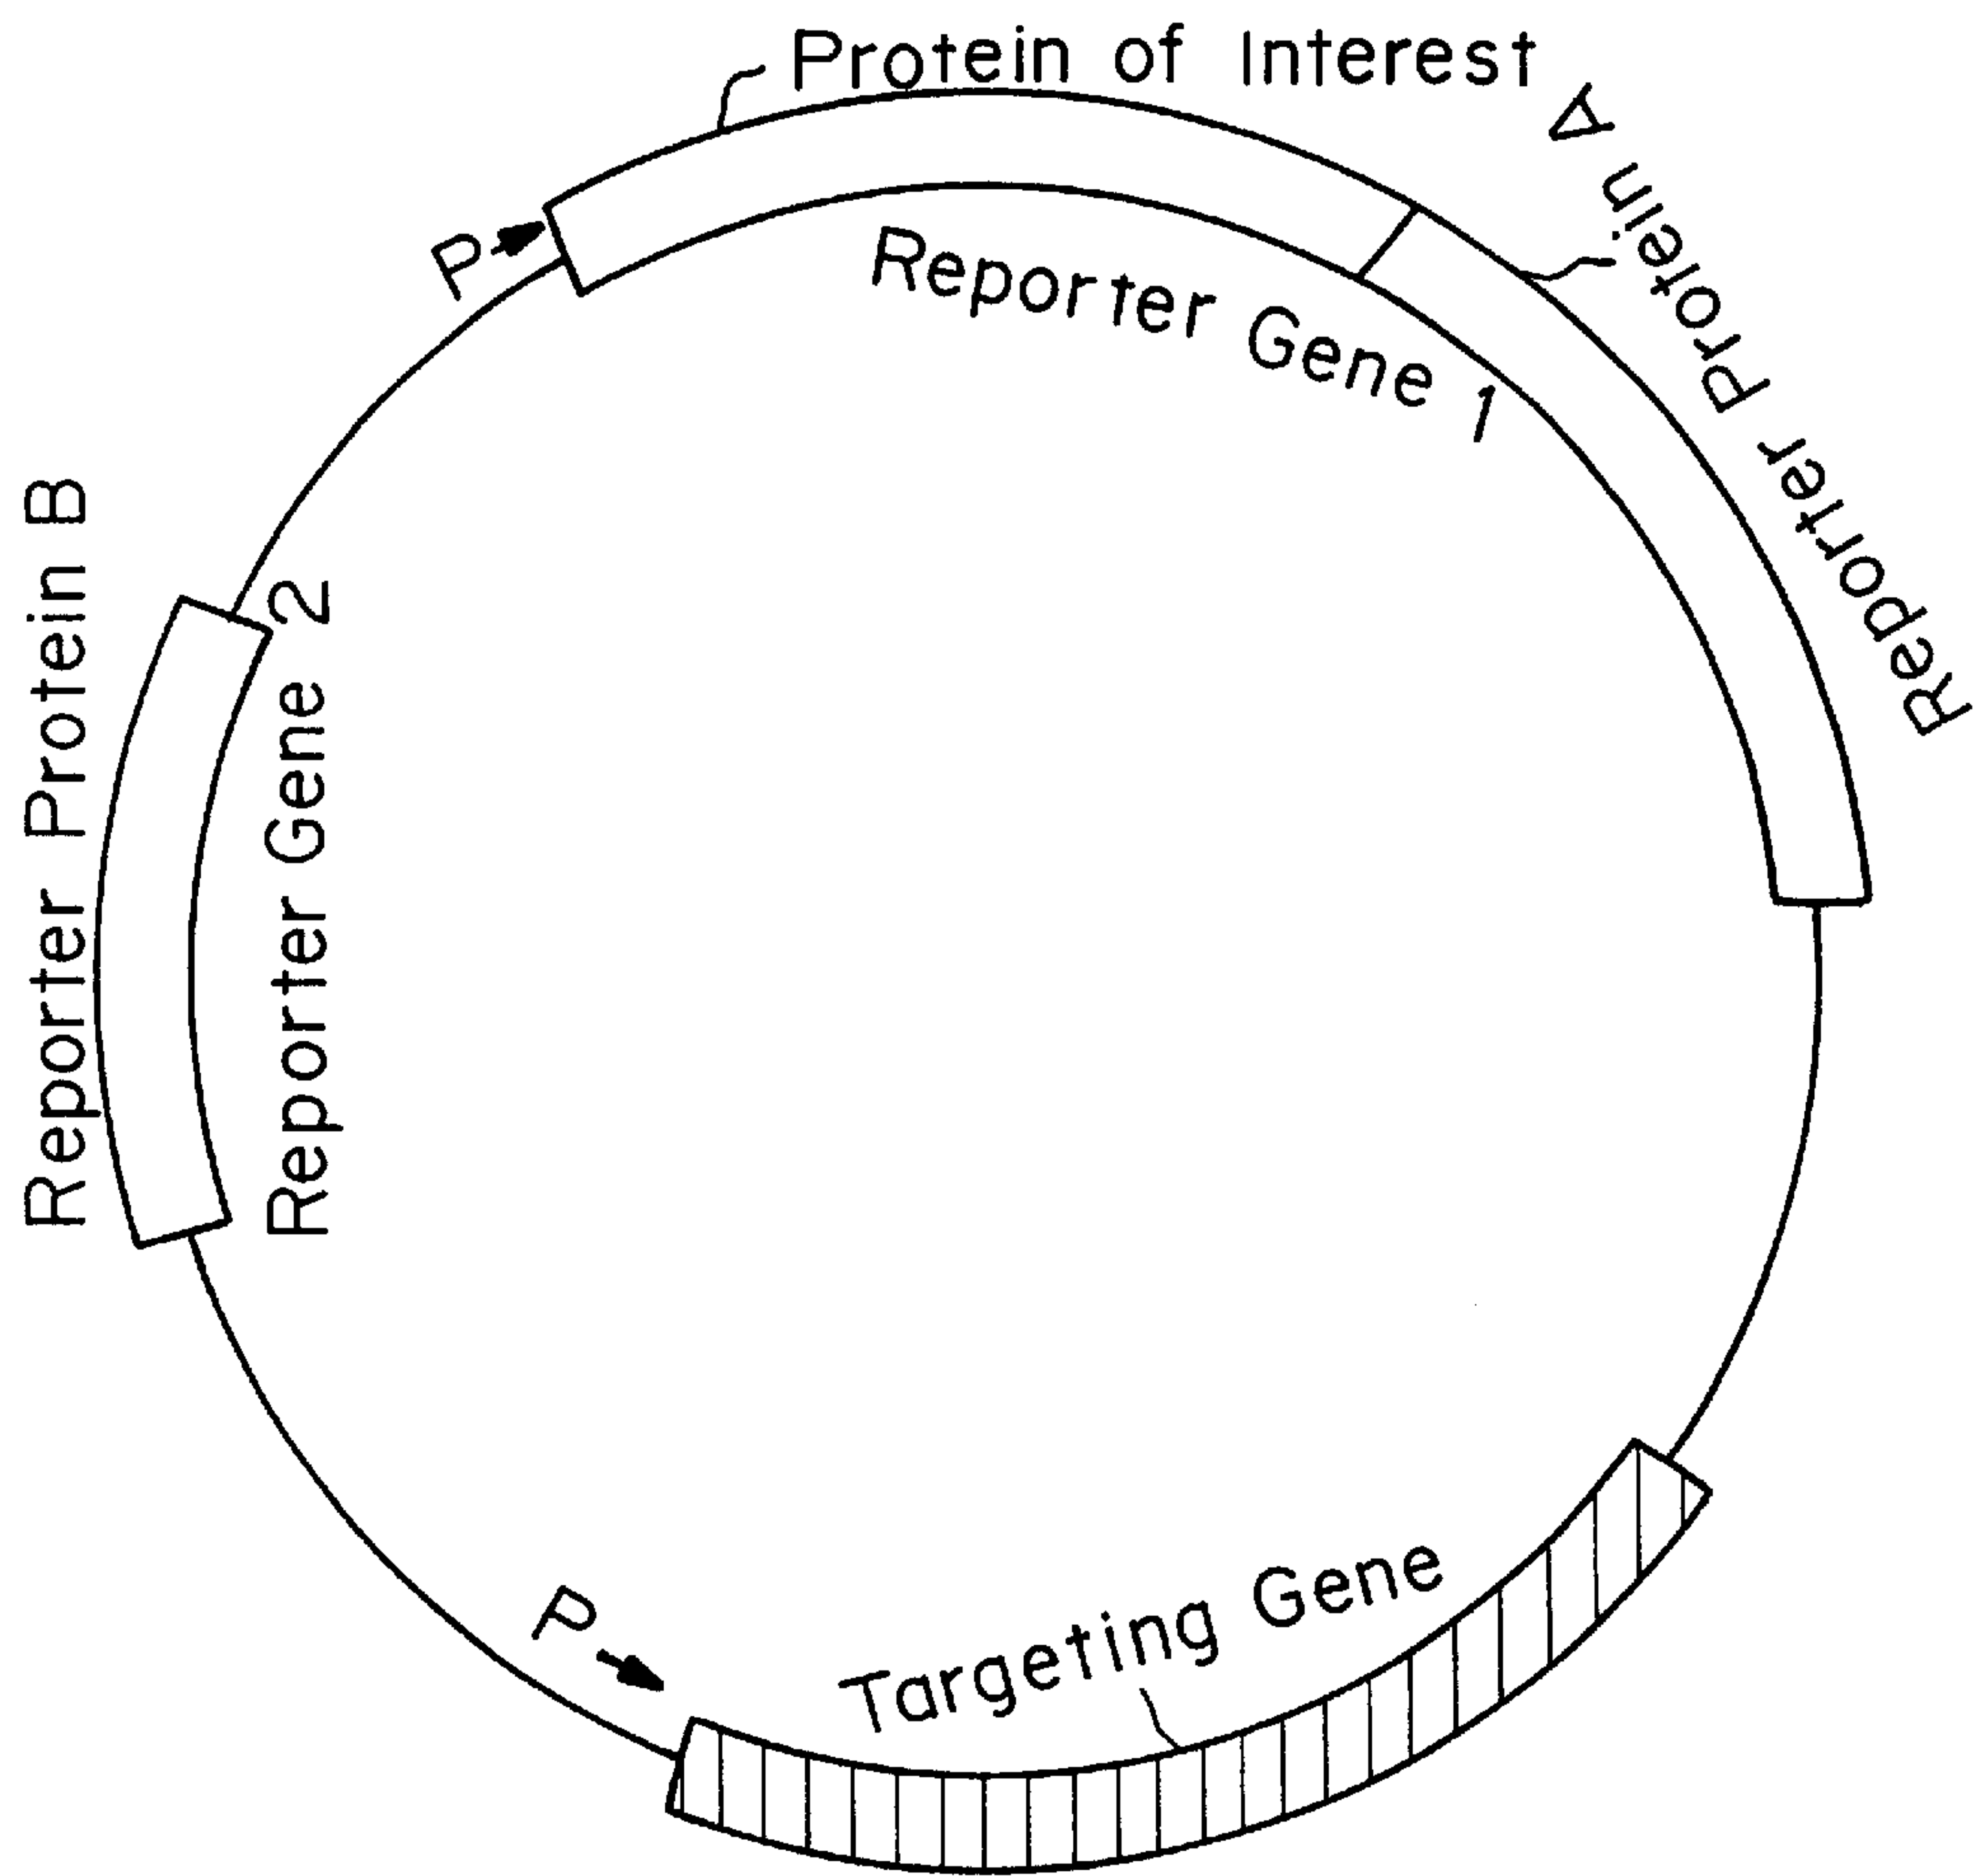 Protein of Interest
Reporter Protein A
P
Reporter Gene 1
Reporter Protein B
Reporter Gene 2
P
Targeting Gene